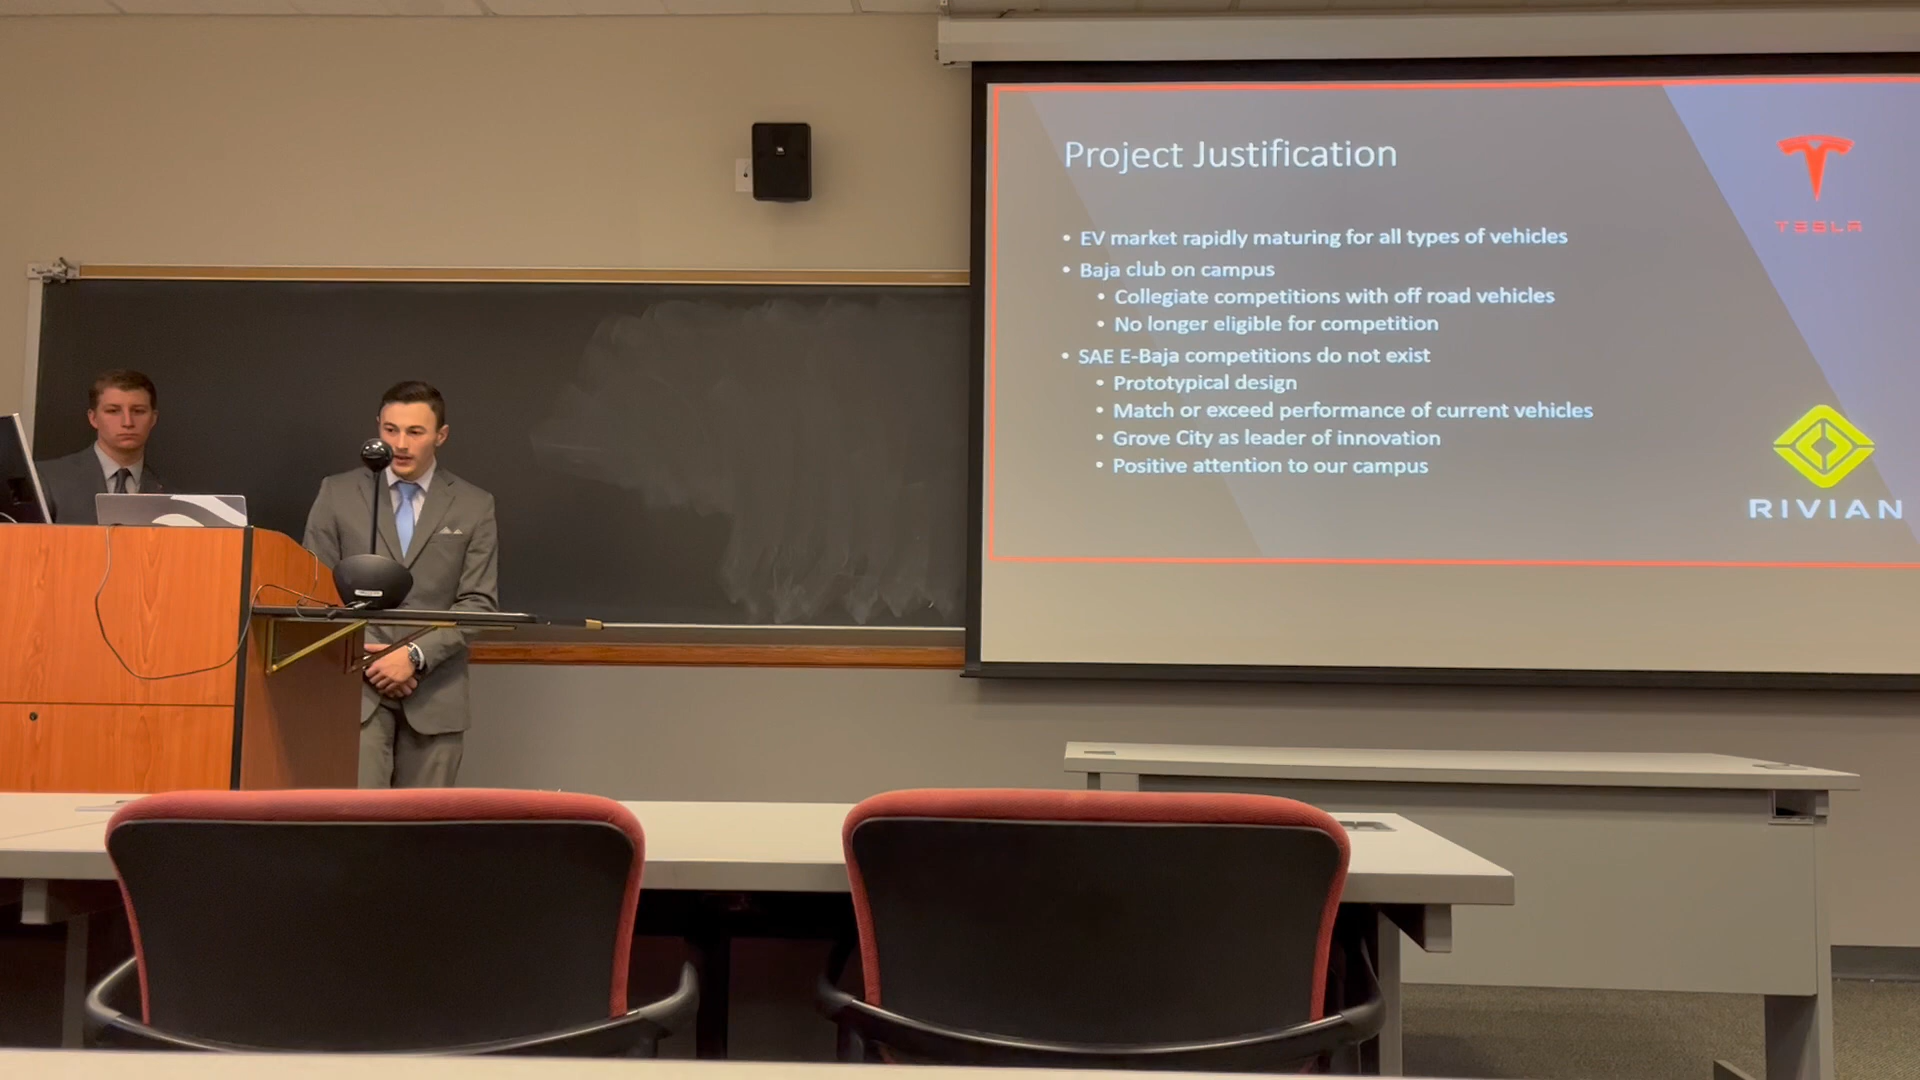 Project Justification
• EV market rapidly maturing for all types of vehicles
• Baja club on campus
• Collegiate competitions with off road vehicles
• No longer eligible for competition
• SAE E-Baja competitions do not exist
• Prototypical design
• Match or exceed performance of current vehicles
• Grove City as leader of innovation
• Positive attention to our campus
TESLA
RIVIAN